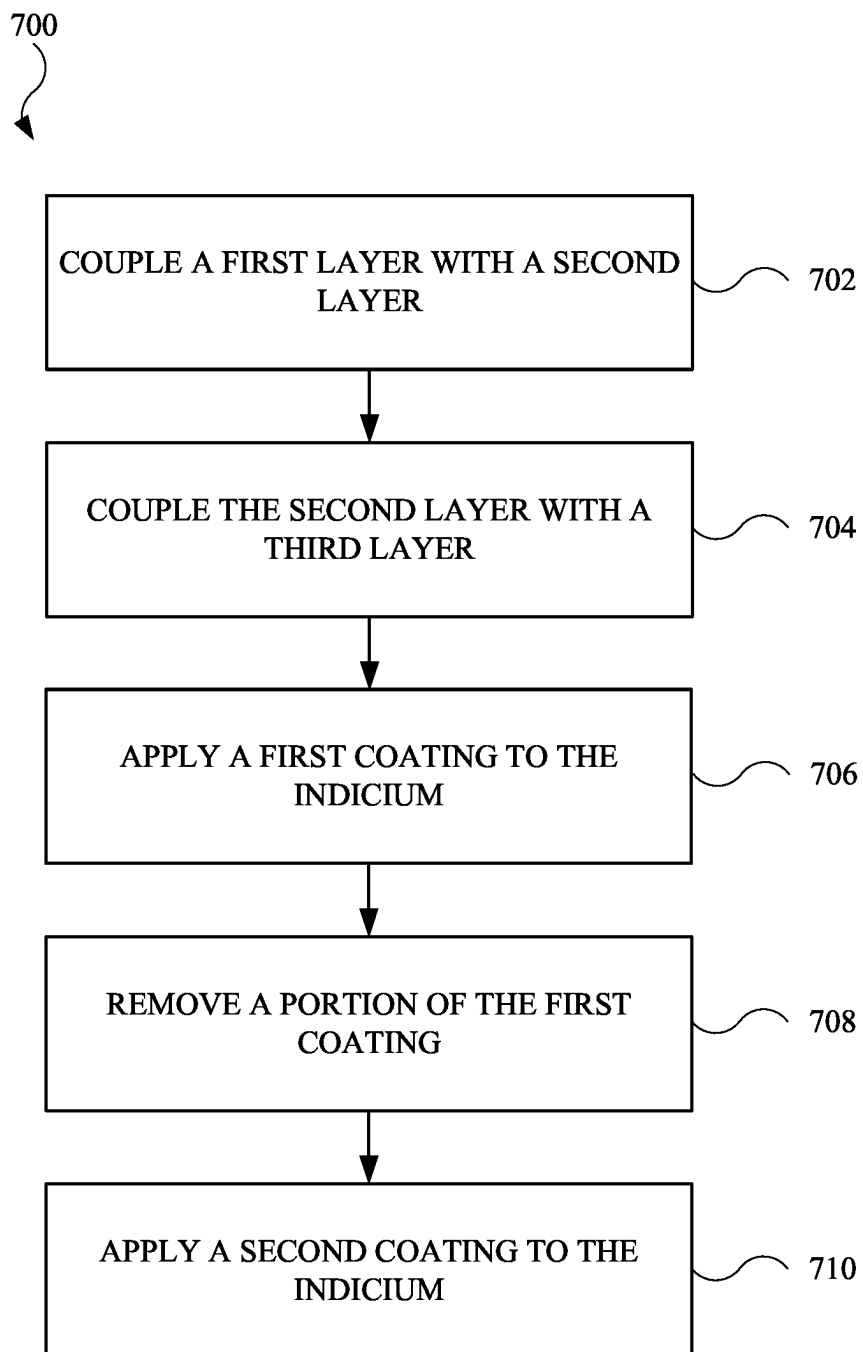 700
COUPLE A FIRST LAYER WITH A SECOND
LAYER
702
COUPLE THE SECOND LAYER WITH A
THIRD LAYER
704
APPLY A FIRST COATING TO THE
INDICIUM
706
REMOVE A PORTION OF THE FIRST
COATING
708
APPLY A SECOND COATING TO THE
INDICIUM
710